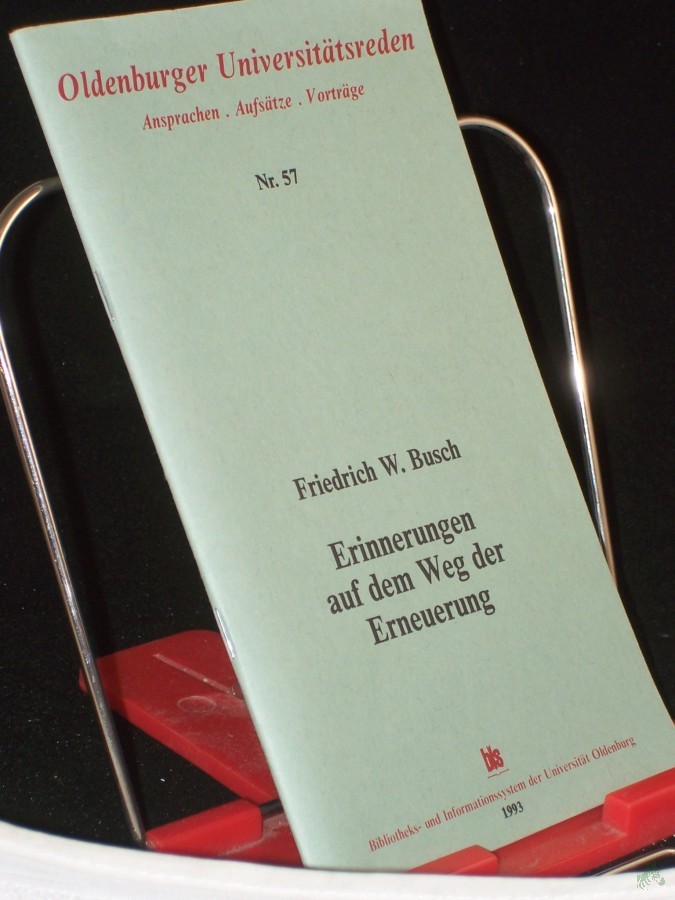 Oldenburger Universitätsreden
Ansprachen . Aufsätze . Vorträge
Nr. 57
Friedrich W. Busch
Erinnerungen
auf dem Weg der
Erneuerung
bis
Bibliotheks- und Informationssystem der Universität Oldenburg
1993